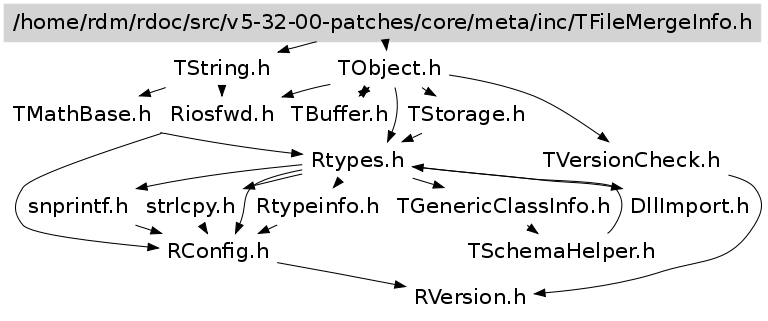 /home/rdm/rdoc/src/v5-32-00-patches/core/meta/inc/TFileMergeInfo.h
TString.h
TObject.h
TMathBase.h
Riosfwd.h
TBuffer.h
TStorage.h
Rtypes.h
TVersionCheck.h
snprintf.h
strlcpy.h
Rtypeinfo.h
TGenericClassInfo.h
DllImport.h
RConfig.h
TSchemaHelper.h
RVersion.h